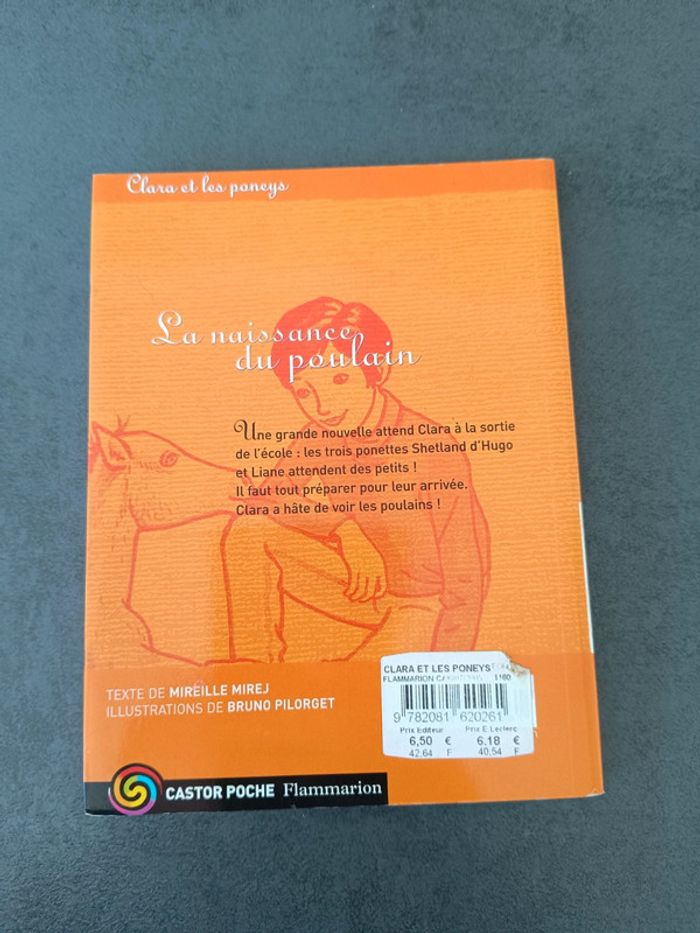 Clara et les poneys
La naissance
du poulain
Une grande nouvelle attend Clara à la sortie
de l'école : les trois ponettes Shetland d'Hugo
et Liane attendent des petits !
Il faut tout préparer pour leur arrivée.
Clara a hâte de voir les poulains !
TEXTE DE MIREILLE MIREJ
ILLUSTRATIONS DE BRUNO PILORGET
CLARA ET LES PONEYS
FLAMMARION 1160
9 782081 620261
Prix Editeur Prix E.Leclerc
6,50 € 6.18 €
42,64 F 40,54 F
CASTOR POCHE Flammarion